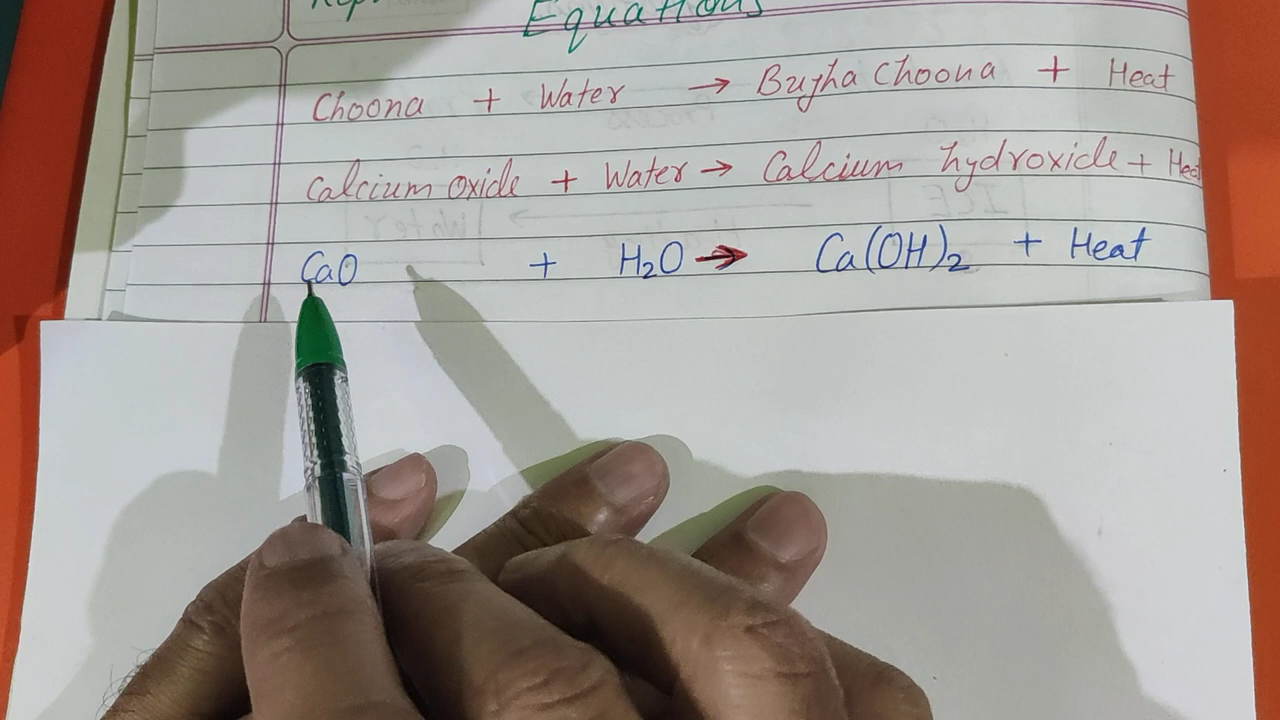 Equations
Choona + Water → Bujha Choona + Heat
Calcium oxide + Water → Calcium hydroxide + Heat
CaO + H₂O → Ca(OH)₂ + Heat